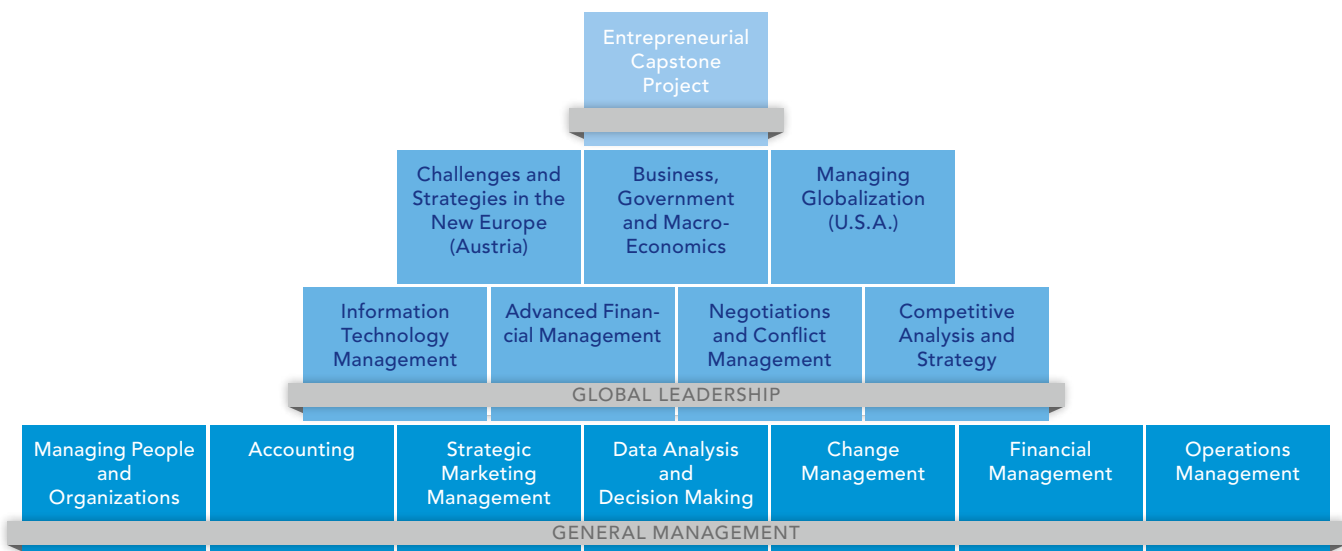 Entrepreneurial
Capstone
Project
Challenges and
Strategies in the
New Europe
(Austria)
Business,
Government
and Macro-
Economics
Managing
Globalization
(U.S.A.)
Information
Technology
Management
Advanced Finan-
cial Management
Negotiations
and Conflict
Management
Competitive
Analysis and
Strategy
GLOBAL LEADERSHIP
Managing People
and
Organizations
Accounting
Strategic
Marketing
Management
Data Analysis
and
Decision Making
Change
Management
Financial
Management
Operations
Management
GENERAL MANAGEMENT